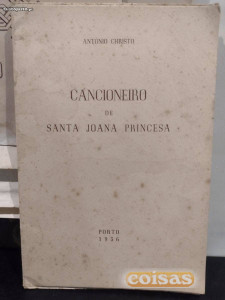 ANTONIO CHRISTO
CANCIONEIRO
DE
SANTA JOANA PRINCESA
PORTO
1956
coisas